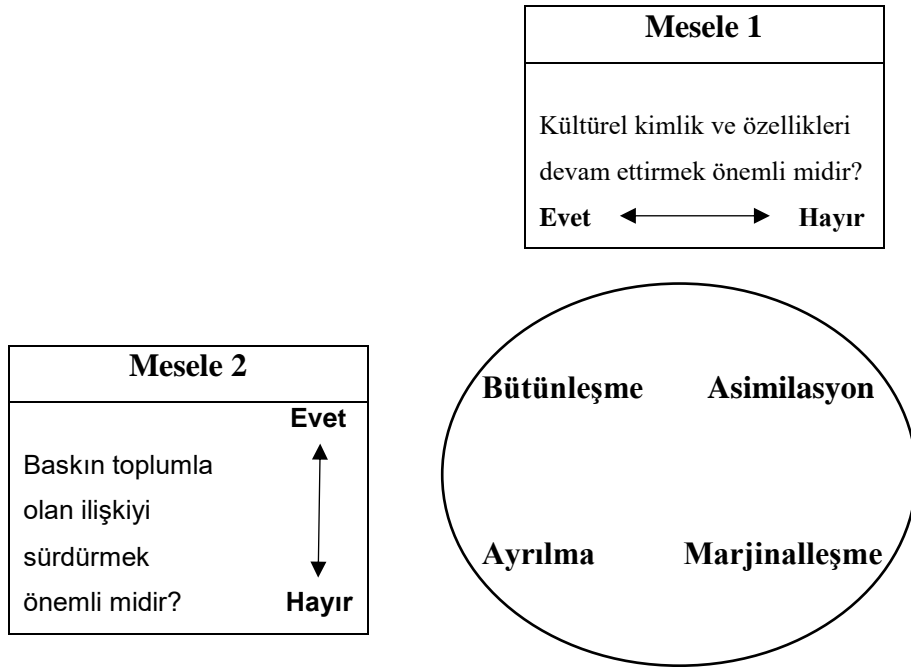 Mesele 1
Kültürel kimlik ve özellikleri
devam ettirmek önemli midir?
Evet Hayır
Mesele 2
Evet
Baskın toplumla
olan ilişkiyi
sürdürmek
önemli midir? Hayır
Bütünleşme Asimilasyon
Ayrılma Marjinalleşme